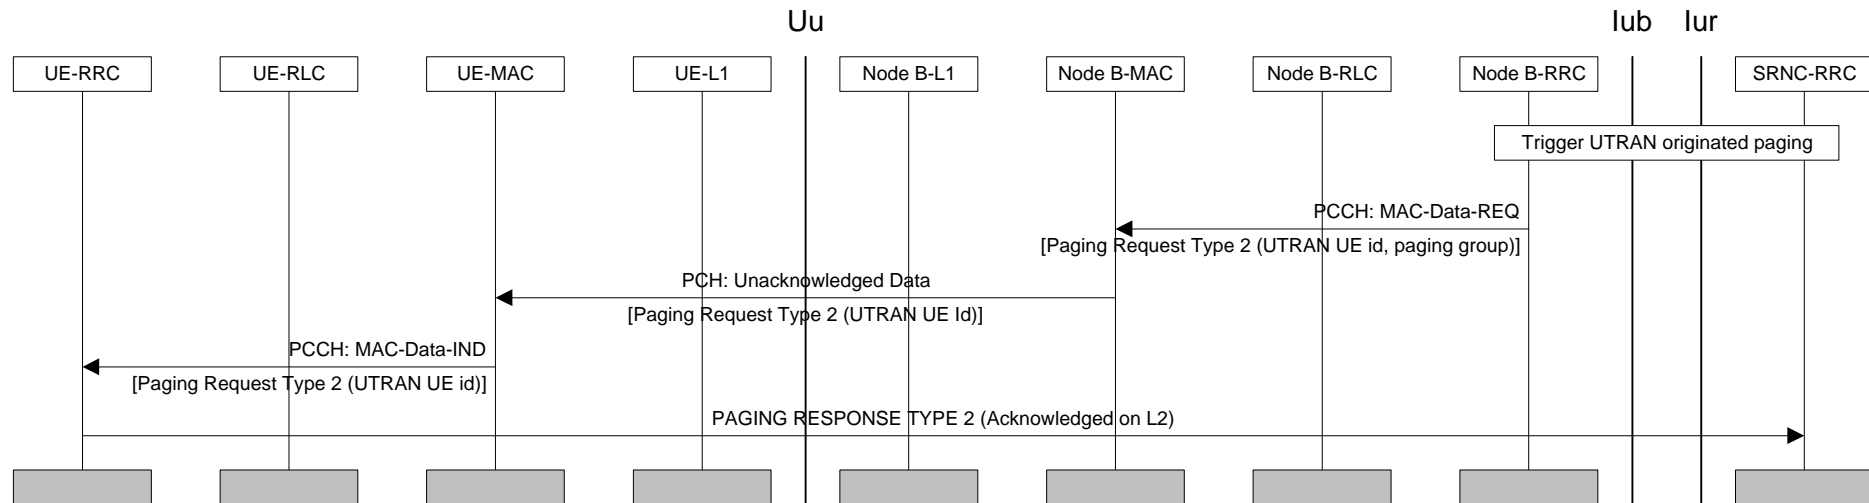 Uu
Iub
Iur
UE-RRC
UE-RLC
UE-MAC
UE-L1
Node B-L1
Node B-MAC
Node B-RLC
Node B-RRC
SRNC-RRC
Trigger UTRAN originated paging
PCCH: MAC-Data-REQ
[Paging Request Type 2 (UTRAN UE id, paging group)]
PCH: Unacknowledged Data
[Paging Request Type 2 (UTRAN UE Id)]
PCCH: MAC-Data-IND
[Paging Request Type 2 (UTRAN UE id)]
PAGING RESPONSE TYPE 2 (Acknowledged on L2)